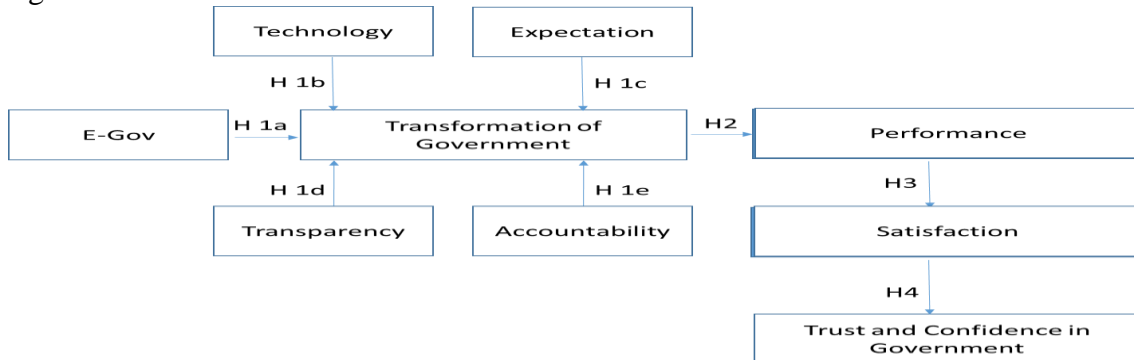 Technology
Expectation
H 1b
H 1c
E-Gov
H 1a
Transformation of
Government
H2
Performance
H 1d
H 1e
H3
Transparency
Accountability
Satisfaction
H4
Trust and Confidence in
Government